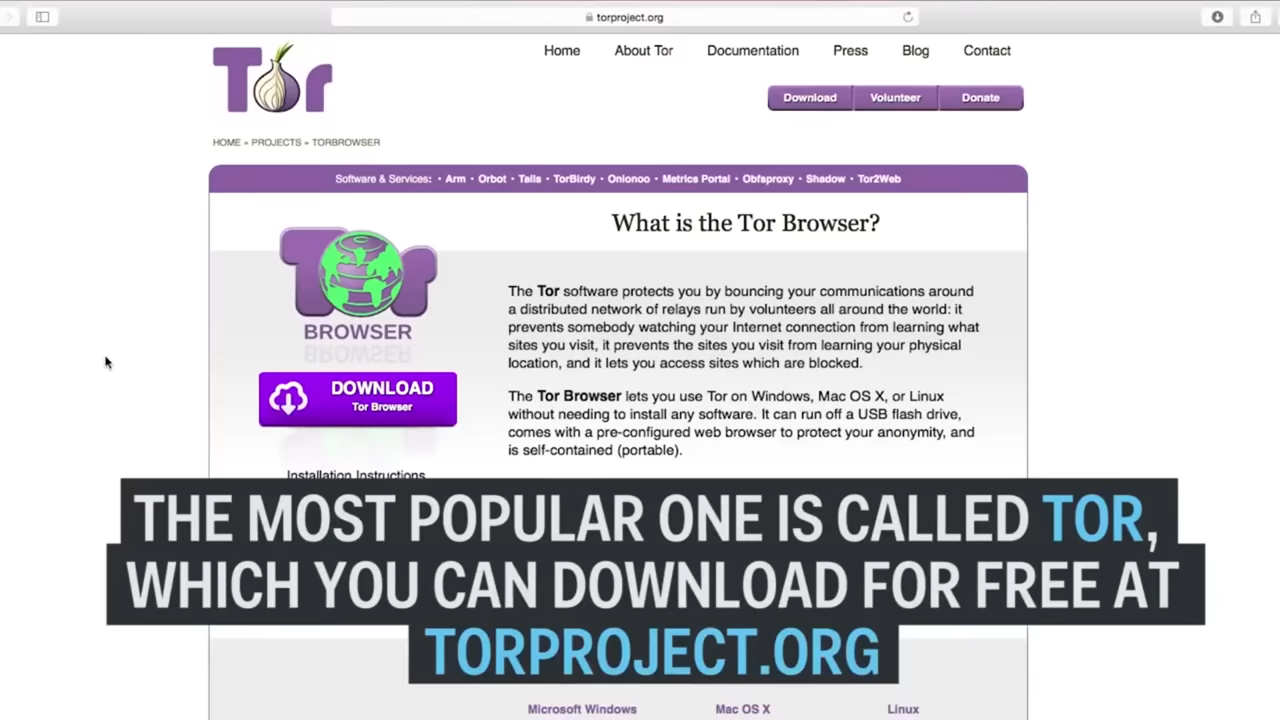 torproject.org
Tor
Home About Tor Documentation Press Blog Contact
Download Volunteer Donate
HOME » PROJECTS » TORBROWSER
Software & Services: • Arm • Orbot • Tails • TorBirdy • Onionoo • Metrics Portal • Obfsproxy • Shadow • Tor2Web
What is the Tor Browser?
Tor
BROWSER
DOWNLOAD
Tor Browser
Installation Instructions
The Tor software protects you by bouncing your communications around
a distributed network of relays run by volunteers all around the world: it
prevents somebody watching your Internet connection from learning what
sites you visit, it prevents the sites you visit from learning your physical
location, and it lets you access sites which are blocked.
The Tor Browser lets you use Tor on Windows, Mac OS X, or Linux
without needing to install any software. It can run off a USB flash drive,
comes with a pre-configured web browser to protect your anonymity, and
is self-contained (portable).
THE MOST POPULAR ONE IS CALLED TOR,
WHICH YOU CAN DOWNLOAD FOR FREE AT
TORPROJECT.ORG
Microsoft Windows Mac OS X Linux